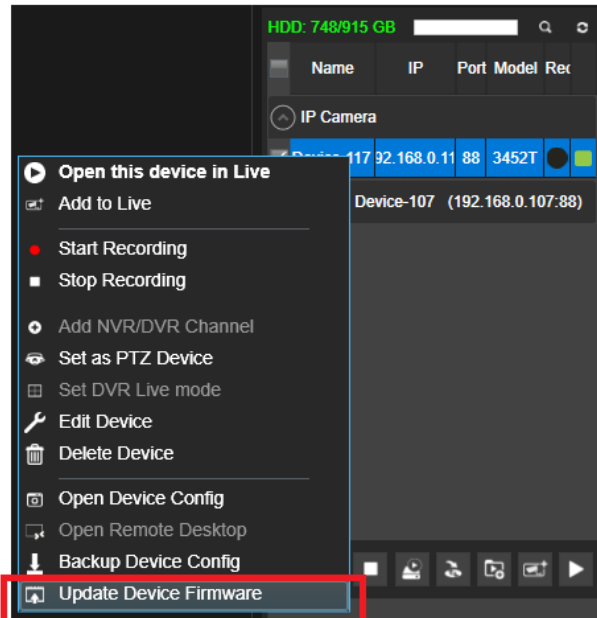 HDD: 748/915 GB
Name IP Port Model Rec
IP Camera
Device-117 92.168.0.11 88 3452T
Device-107 (192.168.0.107:88)
Open this device in Live
Add to Live
Start Recording
Stop Recording
Add NVR/DVR Channel
Set as PTZ Device
Set DVR Live mode
Edit Device
Delete Device
Open Device Config
Open Remote Desktop
Backup Device Config
Update Device Firmware